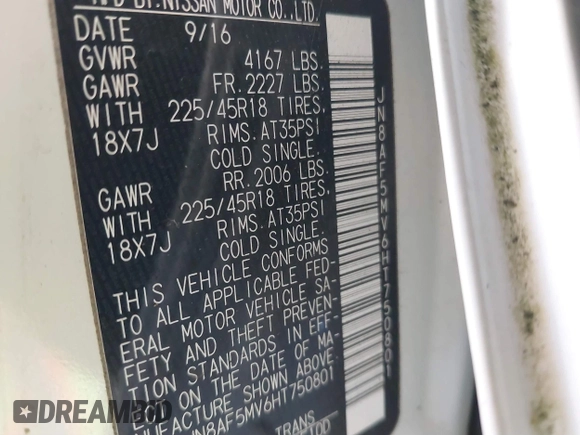 BY: NISSAN MOTOR CO., LTD.
DATE 9/16
GVWR 4167 LBS.
GAWR FR. 2227 LBS.
WITH 225/45R18 TIRES,
18X7J RIMS. AT35PSI
COLD SINGLE.
GAWR RR. 2006 LBS.
WITH 225/45R18 TIRES,
18X7J RIMS. AT35PSI
COLD SINGLE.
THIS VEHICLE CONFORMS
TO ALL APPLICABLE FED-
ERAL MOTOR VEHICLE SA-
FETY AND THEFT PREVEN-
TION STANDARDS IN EFF-
ON THE DATE OF MA-
NUFACTURE SHOWN ABOVE.
JN8AF5MV6HT750801
TRANS
JN8AF5MV6HT750801
DREAMBID